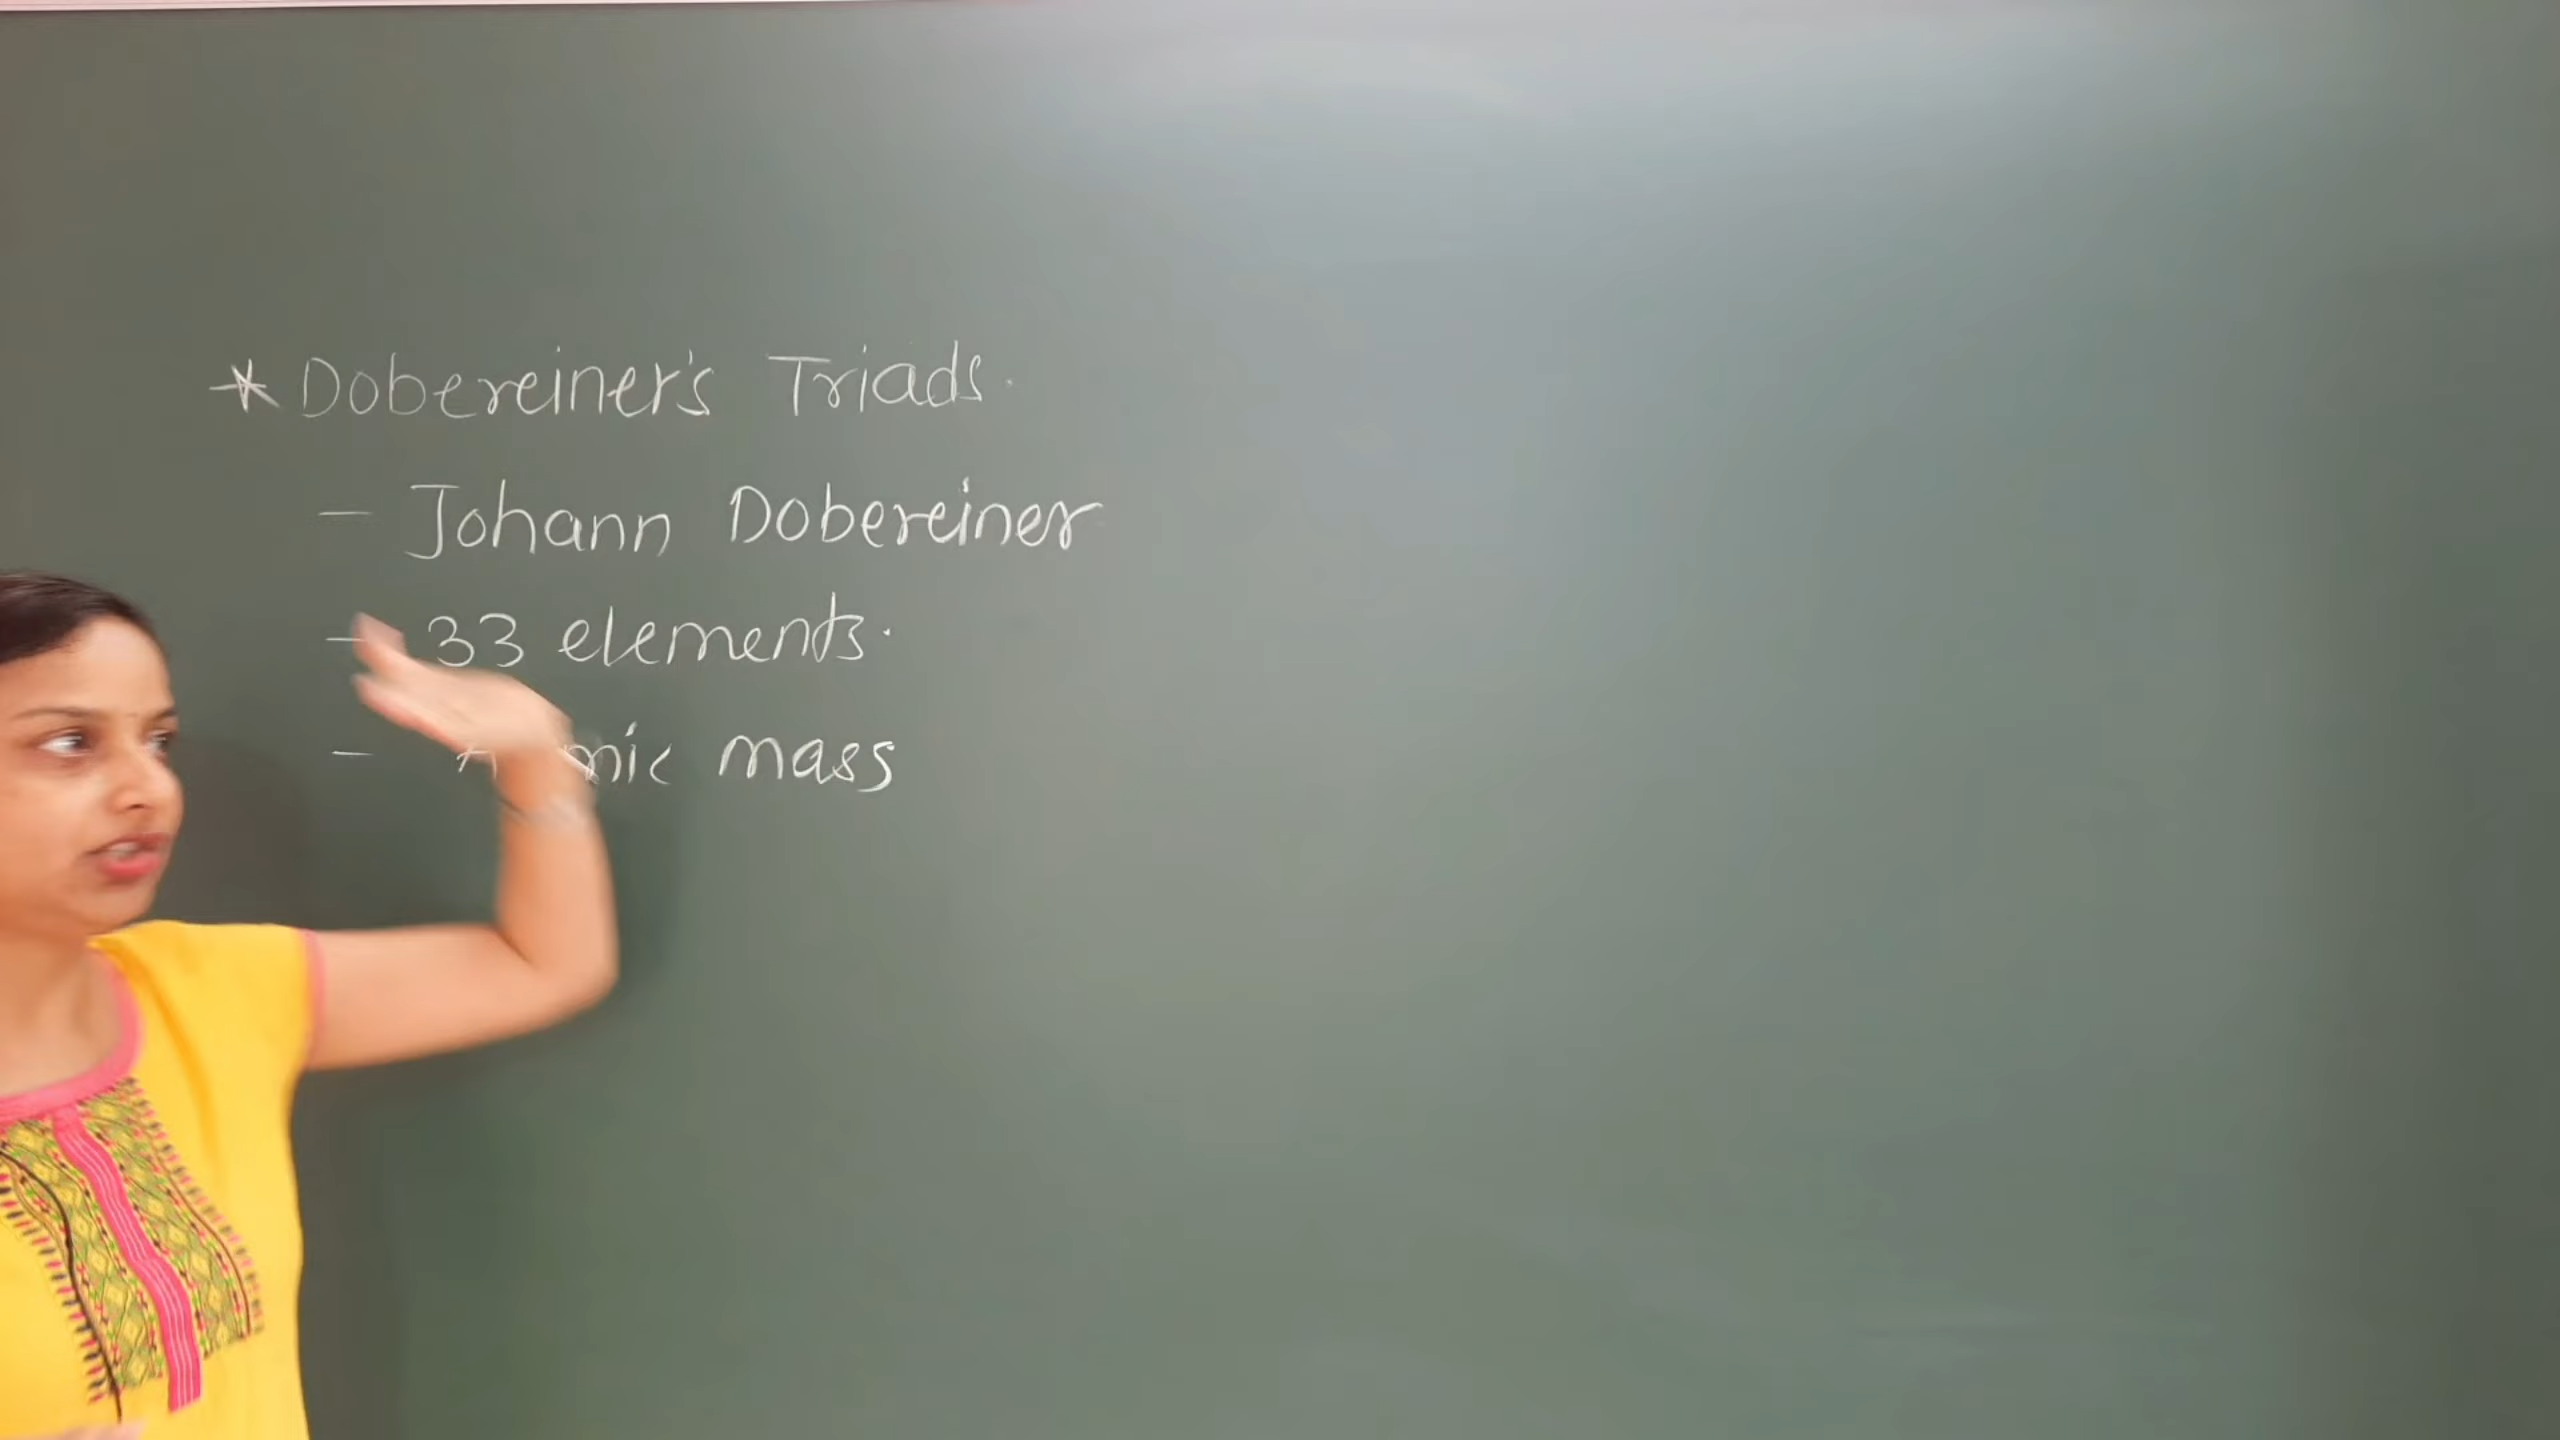 * Dobereiner's Triads.
- Johann Dobereiner
- 33 elements.
- mass